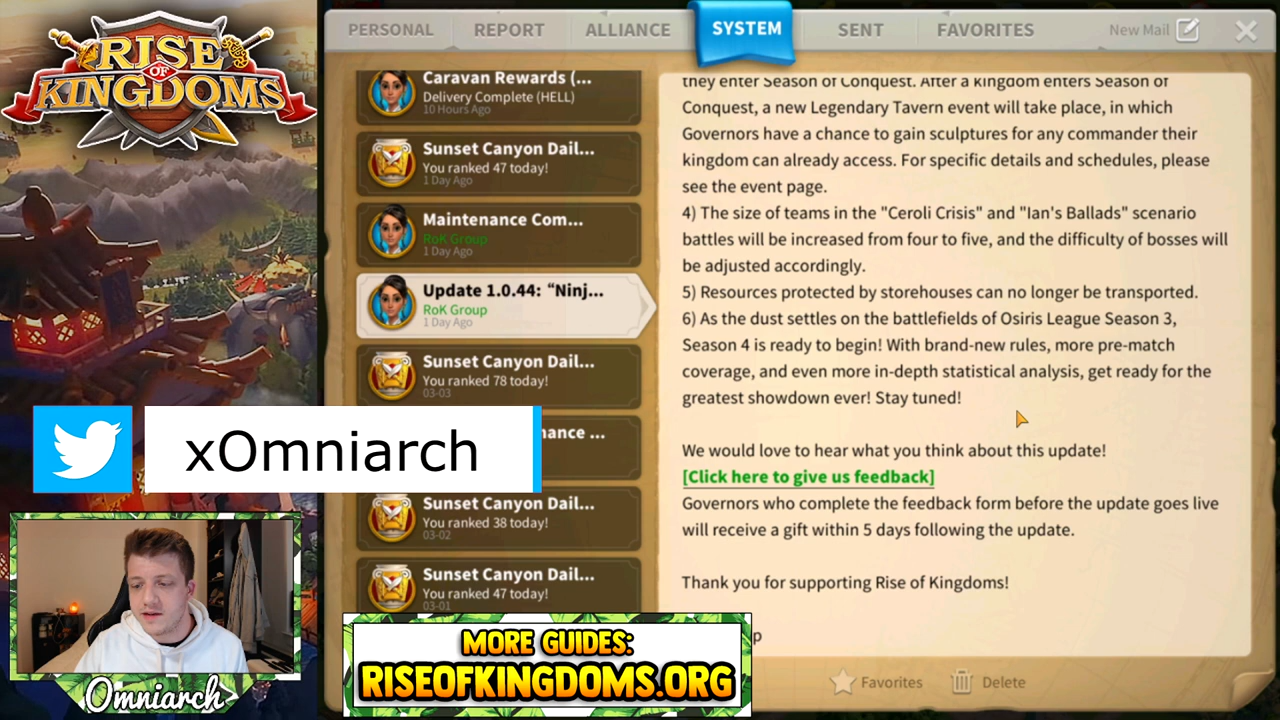 RISE
OF
KINGDOMS
PERSONAL
REPORT
ALLIANCE
SYSTEM
SENT
FAVORITES
New Mail
Caravan Rewards (...
Delivery Complete (HELL)
10 Hours Ago
Sunset Canyon Dail...
You ranked 47 today!
1 Day Ago
Maintenance Com...
RoK Group
1 Day Ago
Update 1.0.44: “Ninj...
RoK Group
1 Day Ago
Sunset Canyon Dail...
You ranked 78 today!
03-03
nance ...
Sunset Canyon Dail...
You ranked 38 today!
03-02
Sunset Canyon Dail...
You ranked 47 today!
03-01
they enter Season of Conquest. After a kingdom enters Season of
Conquest, a new Legendary Tavern event will take place, in which
Governors have a chance to gain sculptures for any commander their
kingdom can already access. For specific details and schedules, please
see the event page.
4) The size of teams in the "Ceroli Crisis" and "Ian's Ballads" scenario
battles will be increased from four to five, and the difficulty of bosses will
be adjusted accordingly.
5) Resources protected by storehouses can no longer be transported.
6) As the dust settles on the battlefields of Osiris League Season 3,
Season 4 is ready to begin! With brand-new rules, more pre-match
coverage, and even more in-depth statistical analysis, get ready for the
greatest showdown ever! Stay tuned!
We would love to hear what you think about this update!
[Click here to give us feedback]
Governors who complete the feedback form before the update goes live
will receive a gift within 5 days following the update.
Thank you for supporting Rise of Kingdoms!
p
Favorites
Delete
xOmniarch
Omniarch
MORE GUIDES:
RISEOFKINGDOMS.ORG